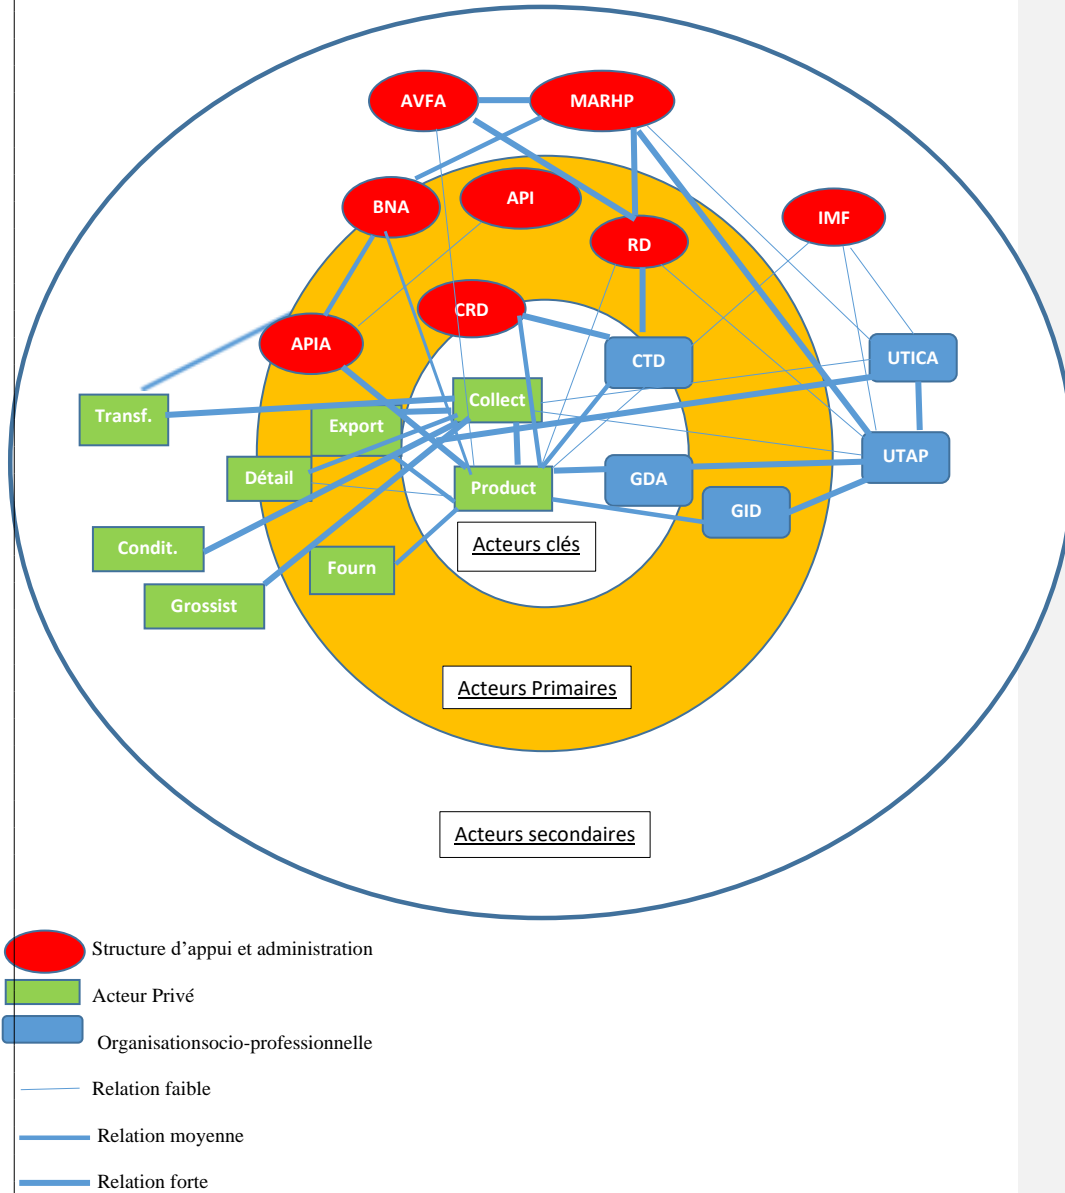 AVFA
MARHP
BNA
API
IMF
RD
CRD
APIA
CTD
UTICA
Transf.
Collect
Export
UTAP
Détail
Product
GDA
GID
Condit.
Acteurs clés
Fourn
Grossist
Acteurs Primaires
Acteurs secondaires
Structure d’appui et administration
Acteur Privé
Organisationsocio-professionnelle
Relation faible
Relation moyenne
Relation forte